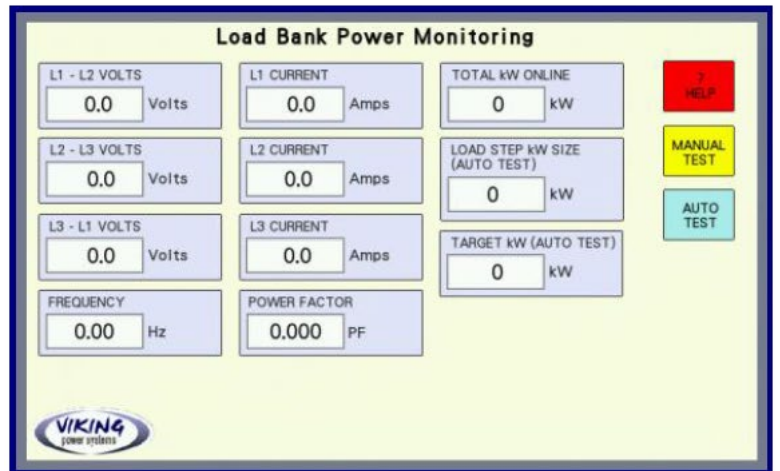 Load Bank Power Monitoring
L1 - L2 VOLTS
0.0 Volts
L2 - L3 VOLTS
0.0 Volts
L3 - L1 VOLTS
0.0 Volts
FREQUENCY
0.00 Hz
L1 CURRENT
0.0 Amps
L2 CURRENT
0.0 Amps
L3 CURRENT
0.0 Amps
POWER FACTOR
0.000 PF
TOTAL kW ONLINE
0 kW
LOAD STEP kW SIZE
(AUTO TEST)
0 kW
TARGET kW (AUTO TEST)
0 kW
?
HELP
MANUAL
TEST
AUTO
TEST
VIKING
power systems